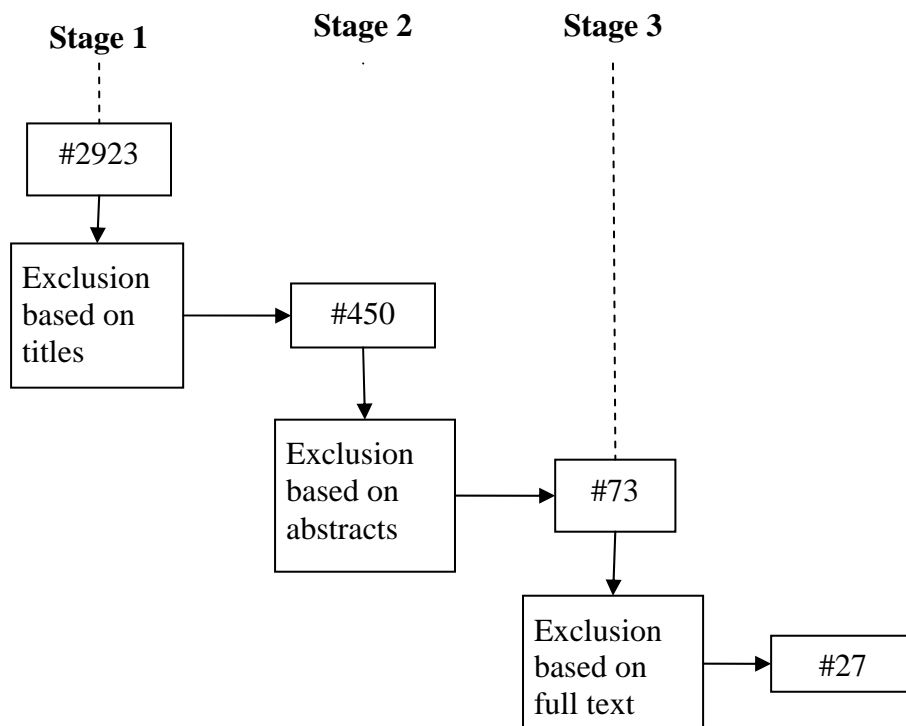 Stage 1
Stage 2
Stage 3
#2923
Exclusion
based on
titles
#450
Exclusion
based on
abstracts
#73
Exclusion
based on
full text
#27